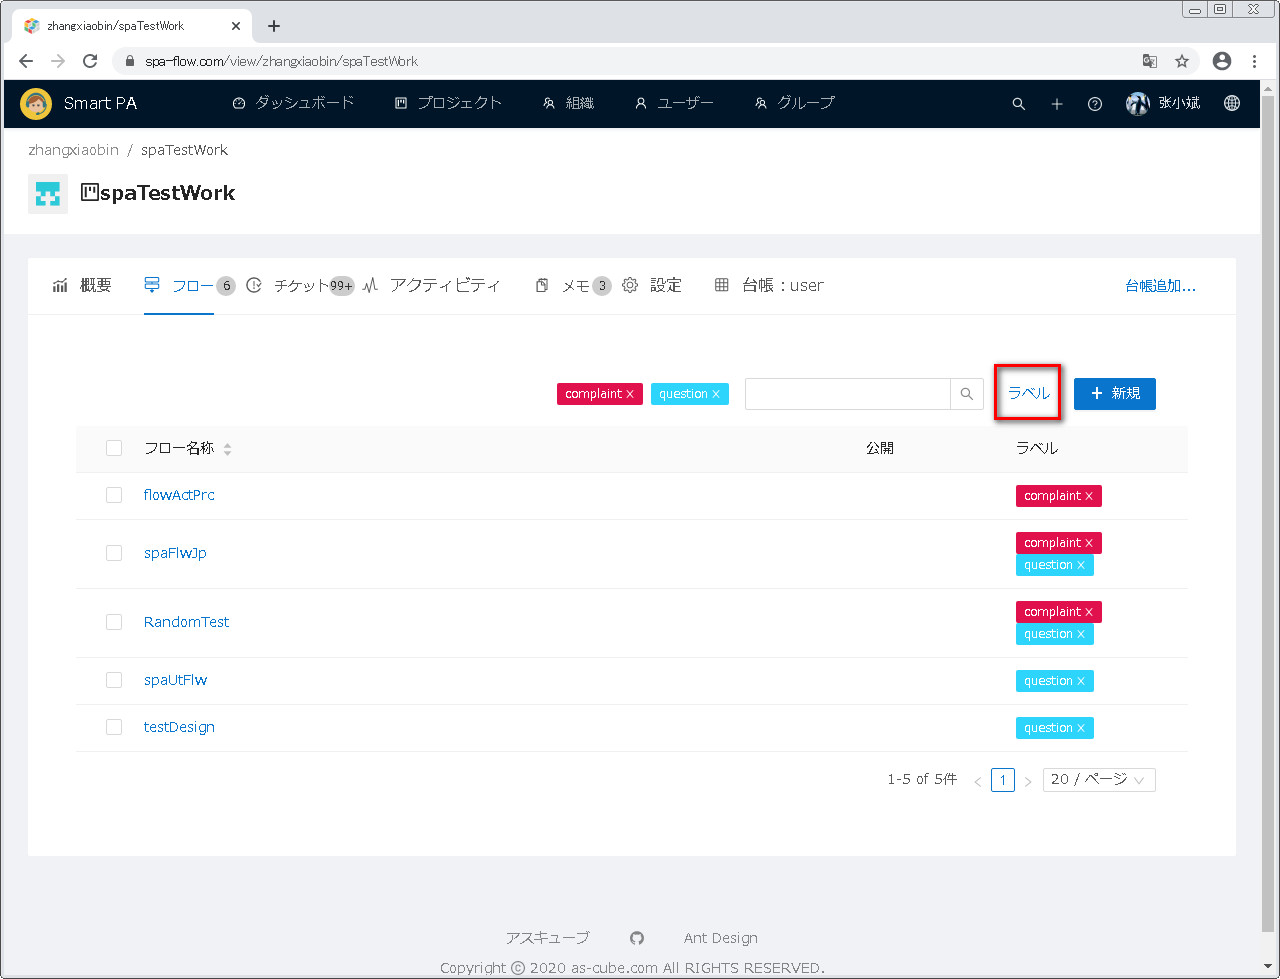 zhangxiaobin/spaTestWork
spa-flow.com/view/zhangxiaobin/spaTestWork
Smart PA ダッシュボード プロジェクト 組織 ユーザー グループ 张小斌
zhangxiaobin / spaTestWork
spaTestWork
概要 フロー 6 チケット 99+ アクティビティ メモ 3 設定 台帳：user 台帳追加...
complaint × question × ラベル + 新規
フロー名称 公開 ラベル
flowActPrc complaint ×
spaFlwJp complaint ×
question ×
RandomTest complaint ×
question ×
spaUtFlw question ×
testDesign question ×
1-5 of 5件 < 1 > 20 / ページ
アスキューブ Ant Design
Copyright © 2020 as-cube.com All RIGHTS RESERVED.